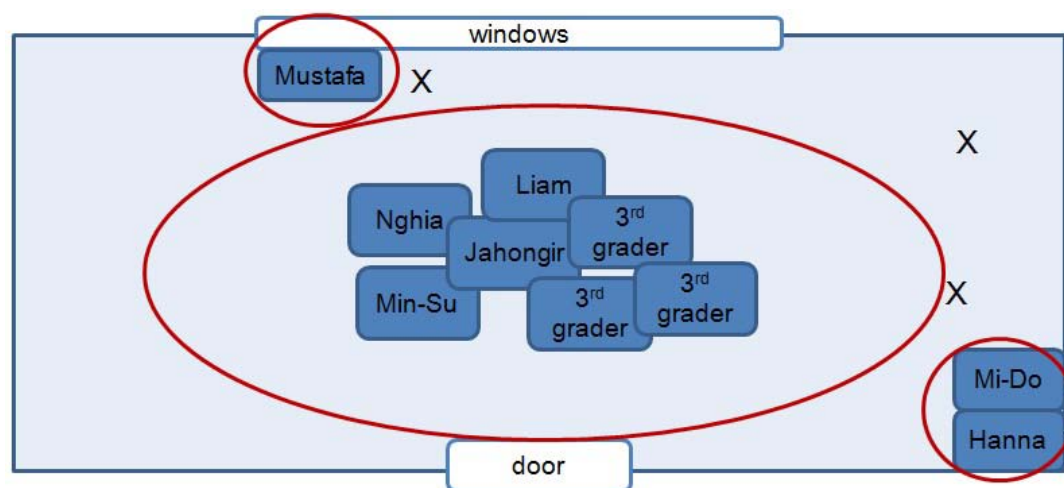 windows
Mustafa
X
X
Liam
Nghia
3rd
grader
Jahongir
Min-Su
3rd
grader
3rd
grader
X
Mi-Do
Hanna
door